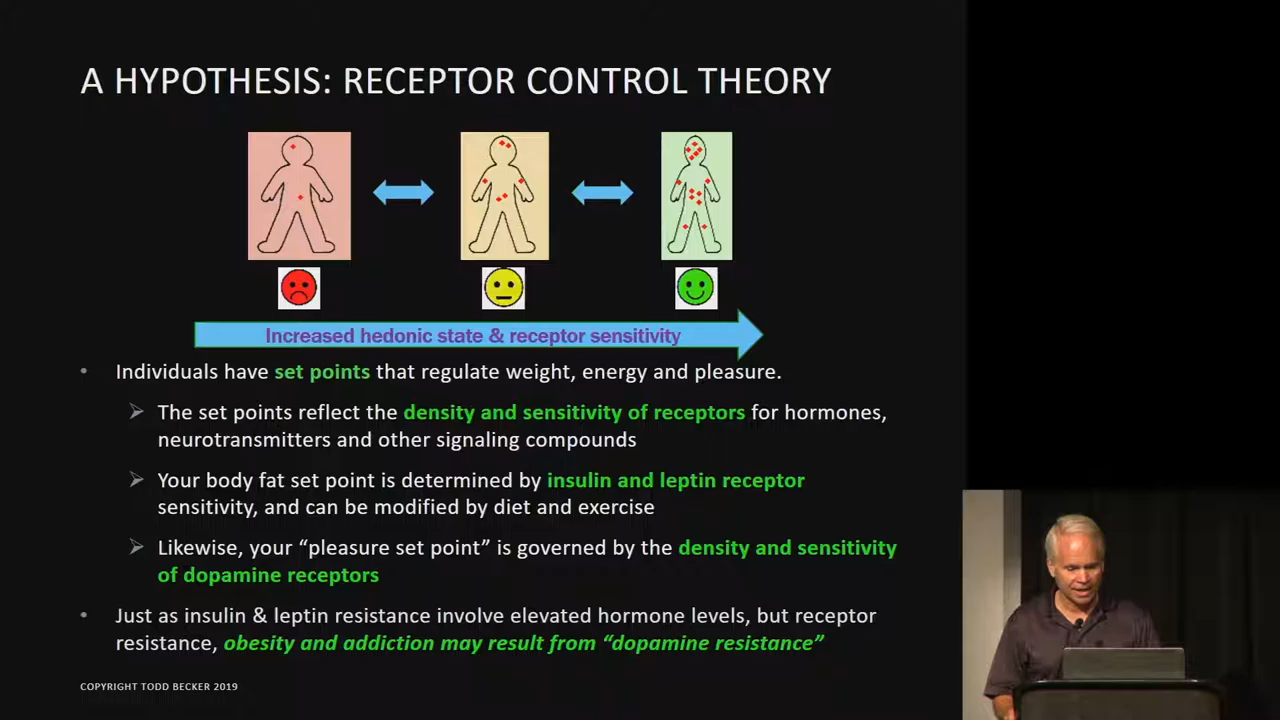 A HYPOTHESIS: RECEPTOR CONTROL THEORY
Increased hedonic state & receptor sensitivity
• Individuals have set points that regulate weight, energy and pleasure.
➢ The set points reflect the density and sensitivity of receptors for hormones,
neurotransmitters and other signaling compounds
➢ Your body fat set point is determined by insulin and leptin receptor
sensitivity, and can be modified by diet and exercise
➢ Likewise, your “pleasure set point” is governed by the density and sensitivity
of dopamine receptors
• Just as insulin & leptin resistance involve elevated hormone levels, but receptor
resistance, obesity and addiction may result from “dopamine resistance”
COPYRIGHT TODD BECKER 2019